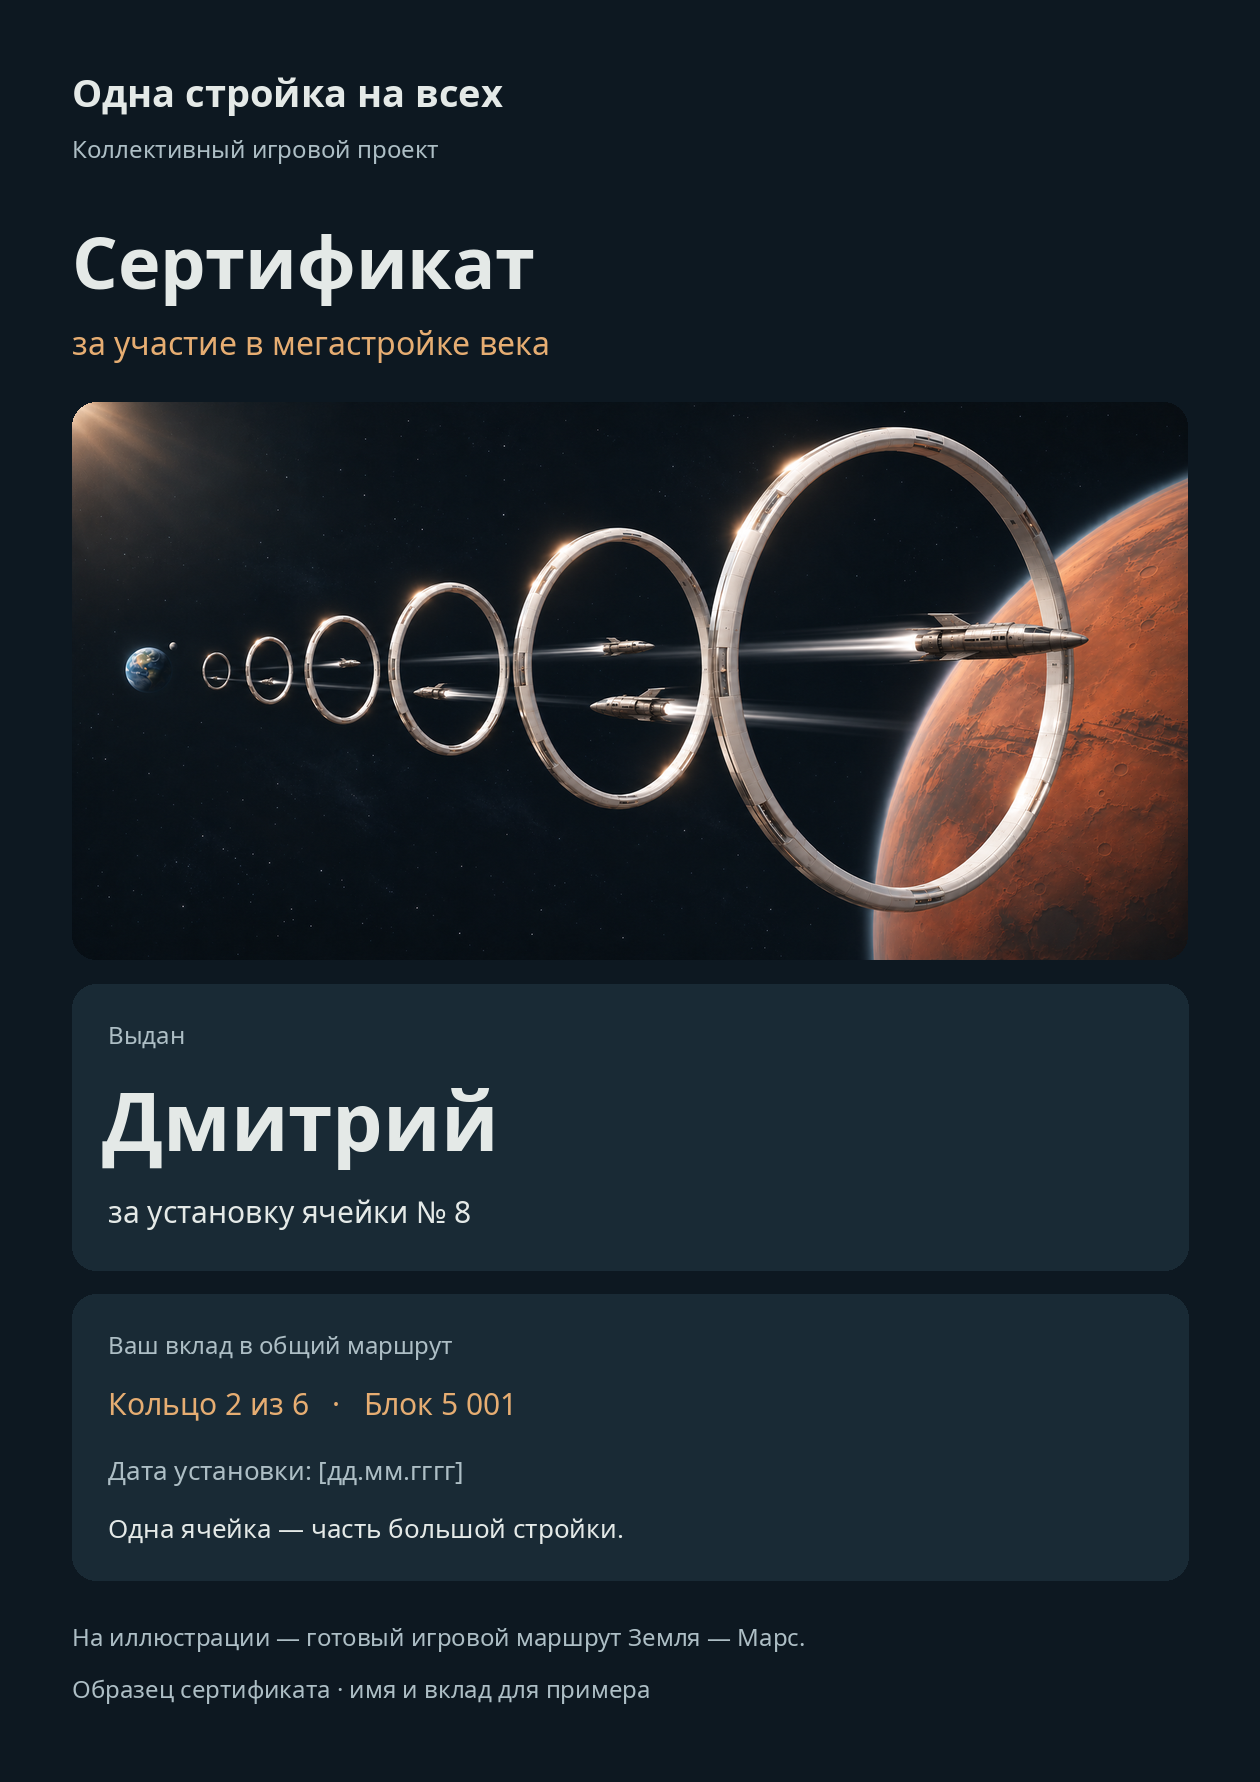 Одна стройка на всех
Коллективный игровой проект
Сертификат
за участие в мегастройке века
Выдан
Дмитрий
за установку ячейки № 8
Ваш вклад в общий маршрут
Кольцо 2 из 6 · Блок 5 001
Дата установки: [дд.мм.гггг]
Одна ячейка — часть большой стройки.
На иллюстрации — готовый игровой маршрут Земля — Марс.
Образец сертификата · имя и вклад для примера